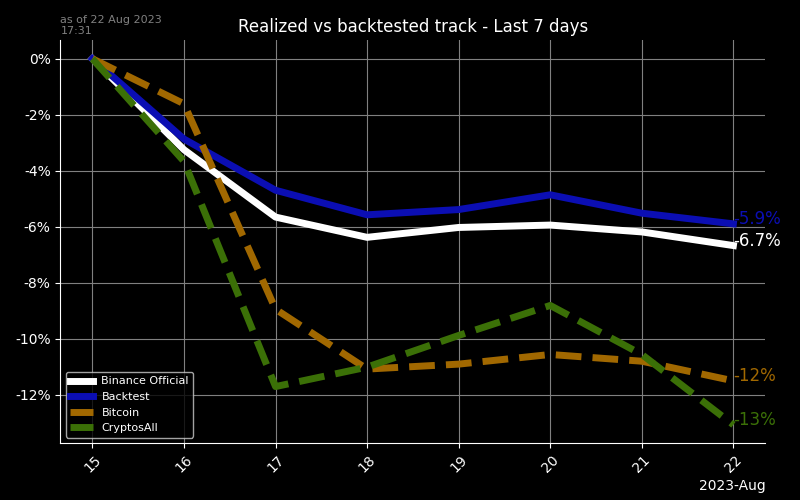 as of 22 Aug 2023
17:31
Realized vs backtested track - Last 7 days
0%
-2%
-4%
-6%
-8%
-10%
-12%
-5.9%
-6.7%
-12%
-13%
Binance Official
Backtest
Bitcoin
CryptosAll
15
16
17
18
19
20
21
22
2023-Aug